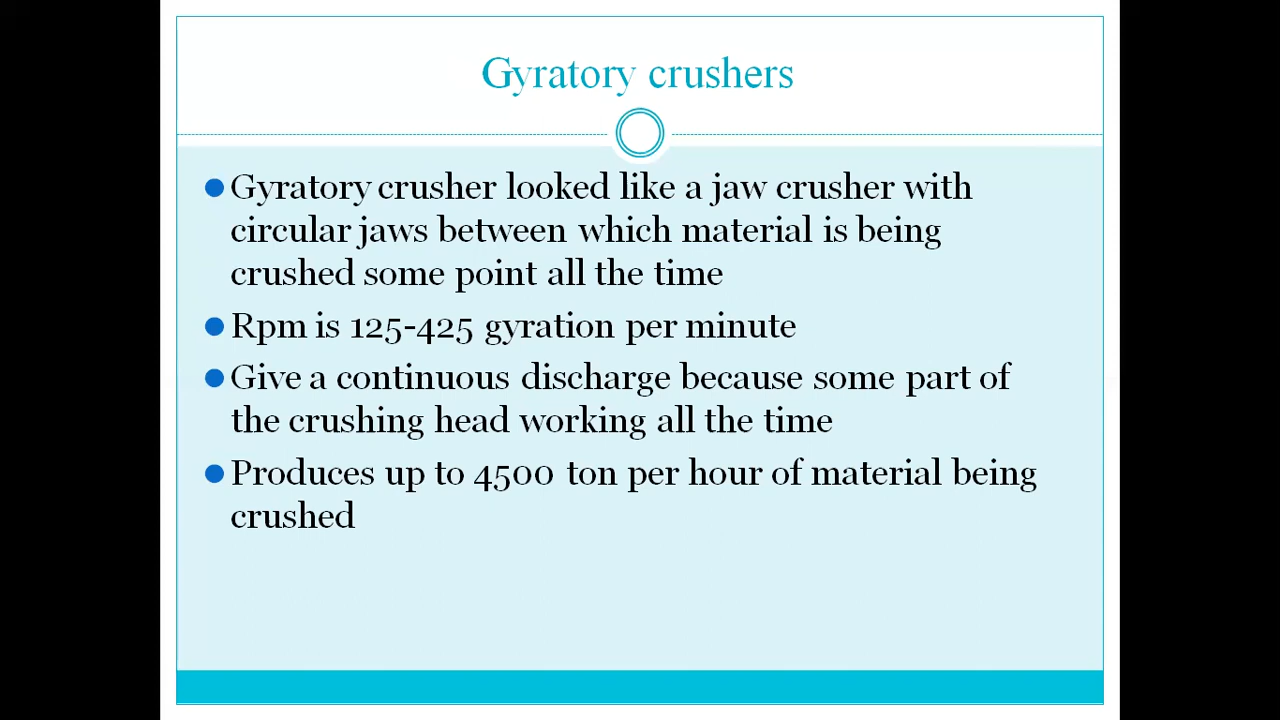 Gyratory crushers
Gyratory crusher looked like a jaw crusher with
circular jaws between which material is being
crushed some point all the time
Rpm is 125-425 gyration per minute
Give a continuous discharge because some part of
the crushing head working all the time
Produces up to 4500 ton per hour of material being
crushed